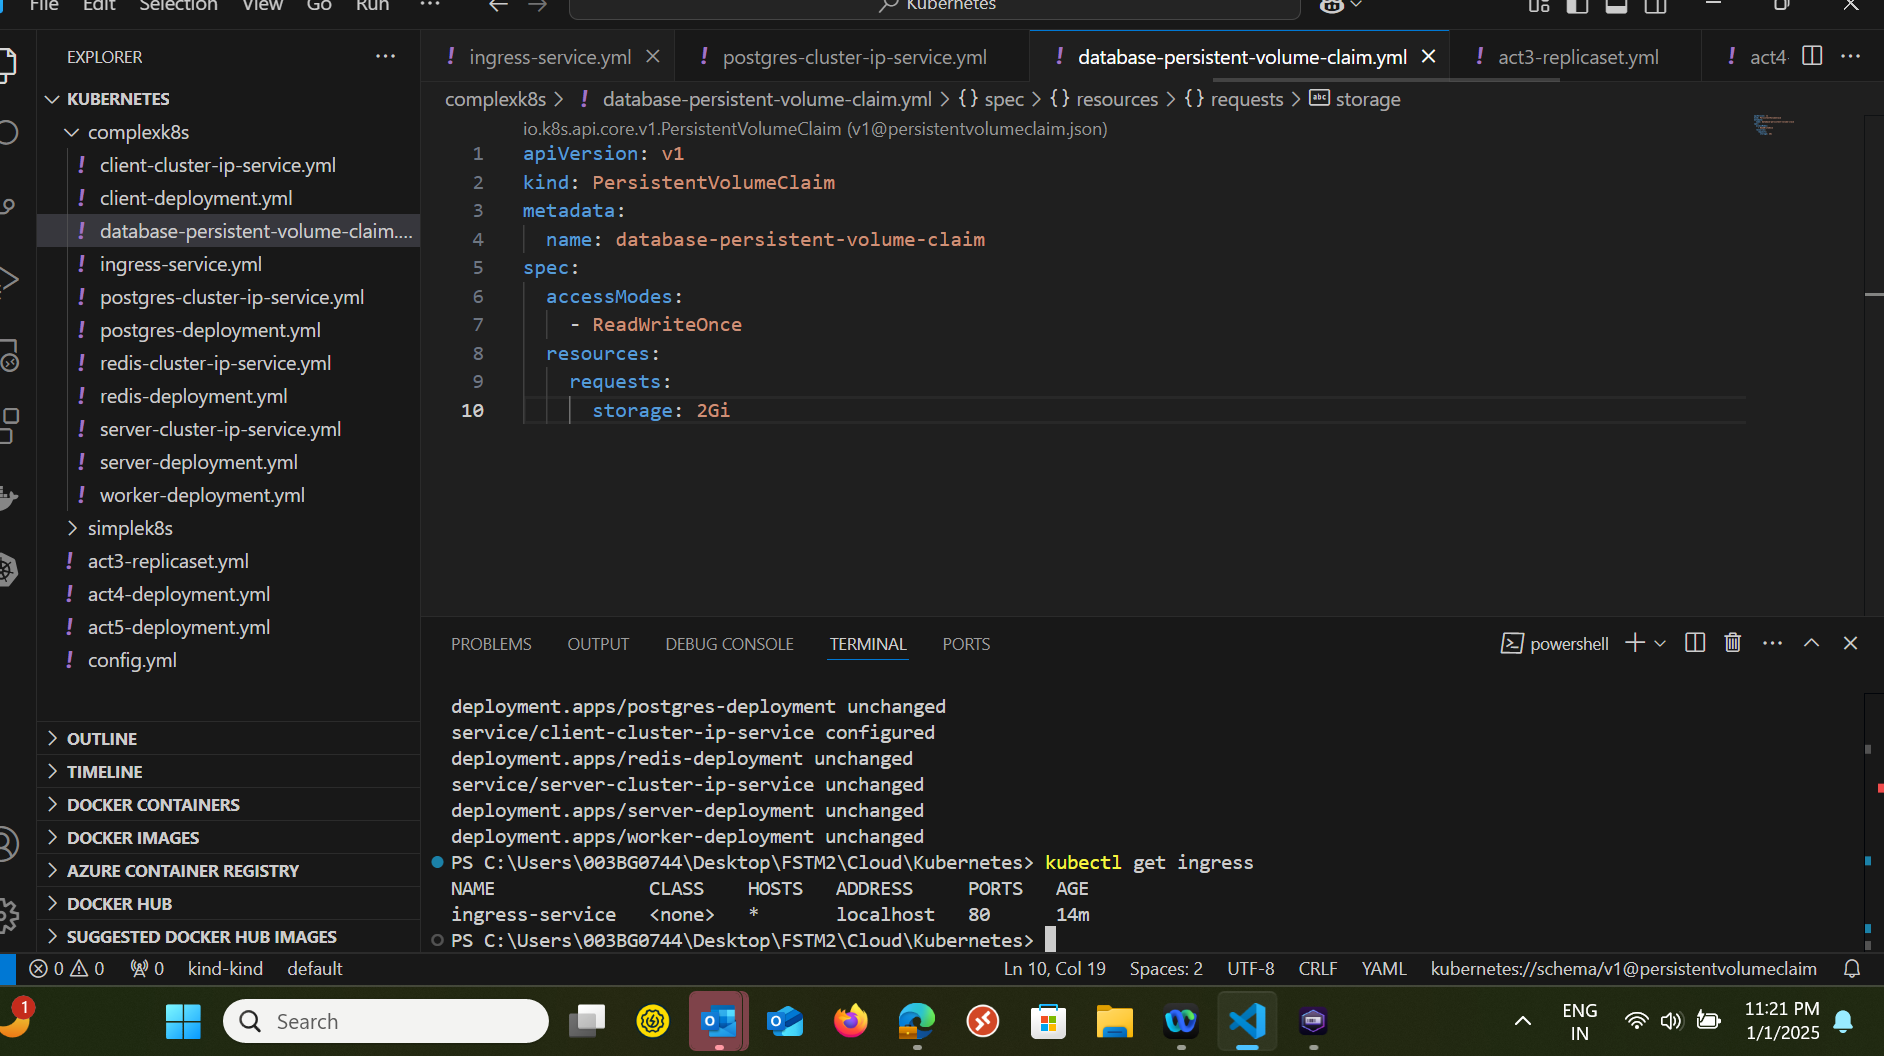 File Edit Selection View Go Run ··· Kubernetes
EXPLORER ···
KUBERNETES
complexk8s
! client-cluster-ip-service.yml
! client-deployment.yml
! database-persistent-volume-claim....
! ingress-service.yml
! postgres-cluster-ip-service.yml
! postgres-deployment.yml
! redis-cluster-ip-service.yml
! redis-deployment.yml
! server-cluster-ip-service.yml
! server-deployment.yml
! worker-deployment.yml
simplek8s
! act3-replicaset.yml
! act4-deployment.yml
! act5-deployment.yml
! config.yml
OUTLINE
TIMELINE
DOCKER CONTAINERS
DOCKER IMAGES
AZURE CONTAINER REGISTRY
DOCKER HUB
SUGGESTED DOCKER HUB IMAGES
! ingress-service.yml ! postgres-cluster-ip-service.yml ! database-persistent-volume-claim.yml ! act3-replicaset.yml ! act4- ···
complexk8s > ! database-persistent-volume-claim.yml > {} spec > {} resources > {} requests > abc storage
io.k8s.api.core.v1.PersistentVolumeClaim (v1@persistentvolumeclaim.json)
1 apiVersion: v1
2 kind: PersistentVolumeClaim
3 metadata:
4 name: database-persistent-volume-claim
5 spec:
6 accessModes:
7 - ReadWriteOnce
8 resources:
9 requests:
10 storage: 2Gi
PROBLEMS OUTPUT DEBUG CONSOLE TERMINAL PORTS powershell ···
deployment.apps/postgres-deployment unchanged
service/client-cluster-ip-service configured
deployment.apps/redis-deployment unchanged
service/server-cluster-ip-service unchanged
deployment.apps/server-deployment unchanged
deployment.apps/worker-deployment unchanged
PS C:\Users\003BG0744\Desktop\FSTM2\Cloud\Kubernetes> kubectl get ingress
NAME CLASS HOSTS ADDRESS PORTS AGE
ingress-service <none> * localhost 80 14m
PS C:\Users\003BG0744\Desktop\FSTM2\Cloud\Kubernetes>
0 0 0 kind-kind default Ln 10, Col 19 Spaces: 2 UTF-8 CRLF YAML kubernetes://schema/v1@persistentvolumeclaim
1 Search ENG IN 11:21 PM 1/1/2025